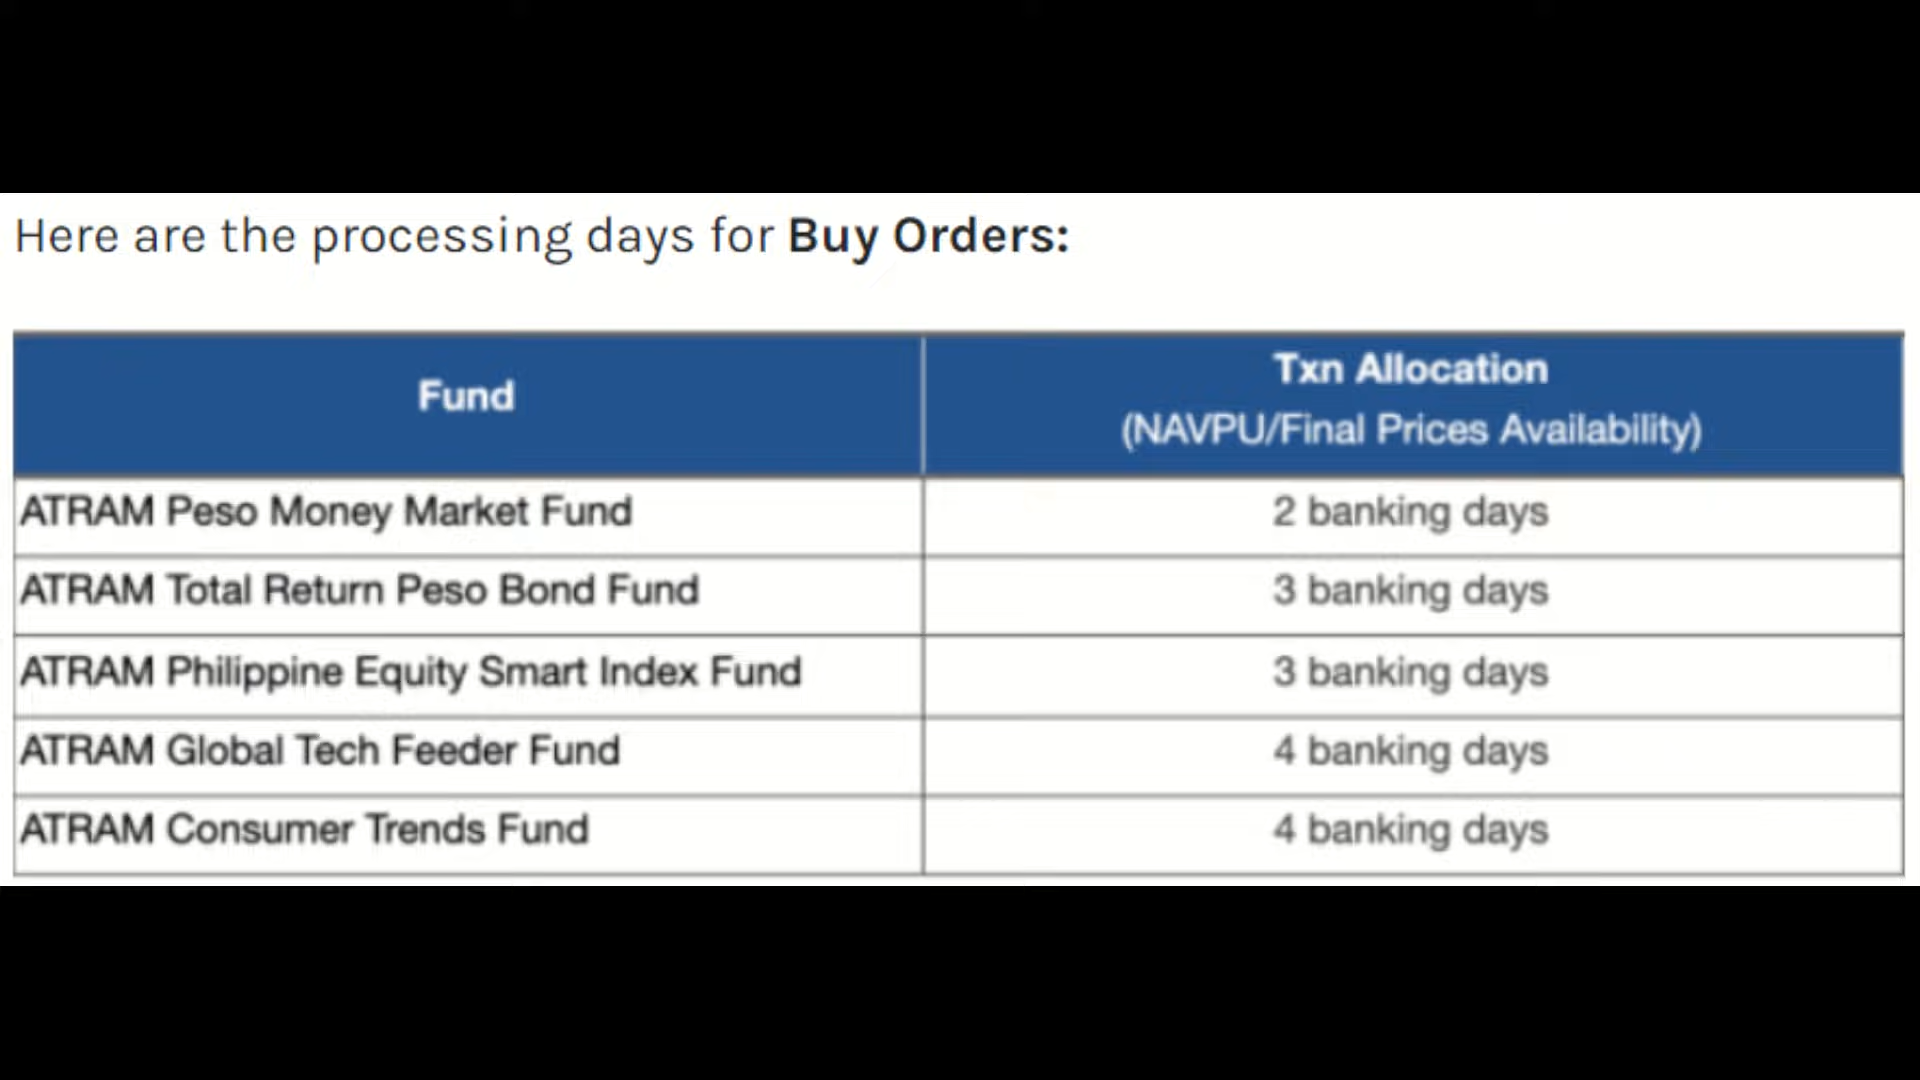 Here are the processing days for Buy Orders:
Fund
Txn Allocation
(NAVPU/Final Prices Availability)
ATRAM Peso Money Market Fund 2 banking days
ATRAM Total Return Peso Bond Fund 3 banking days
ATRAM Philippine Equity Smart Index Fund 3 banking days
ATRAM Global Tech Feeder Fund 4 banking days
ATRAM Consumer Trends Fund 4 banking days